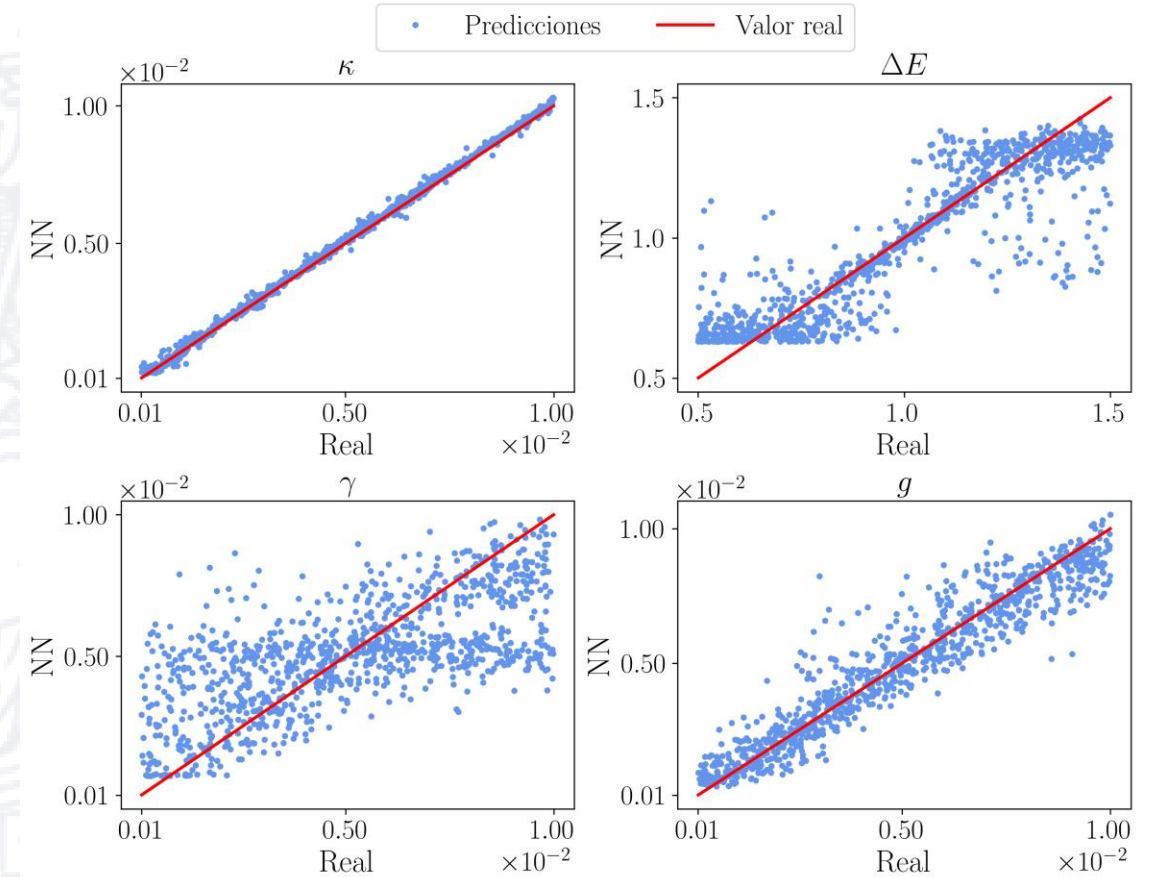 Predicciones Valor real
×10⁻² κ
1.00
0.50
0.01
NN
0.01 0.50 1.00
Real ×10⁻²
ΔE
1.5
1.0
0.5
NN
0.5 1.0 1.5
Real
×10⁻² γ
1.00
0.50
0.01
NN
0.01 0.50 1.00
Real ×10⁻²
×10⁻² g
1.00
0.50
0.01
NN
0.01 0.50 1.00
Real ×10⁻²